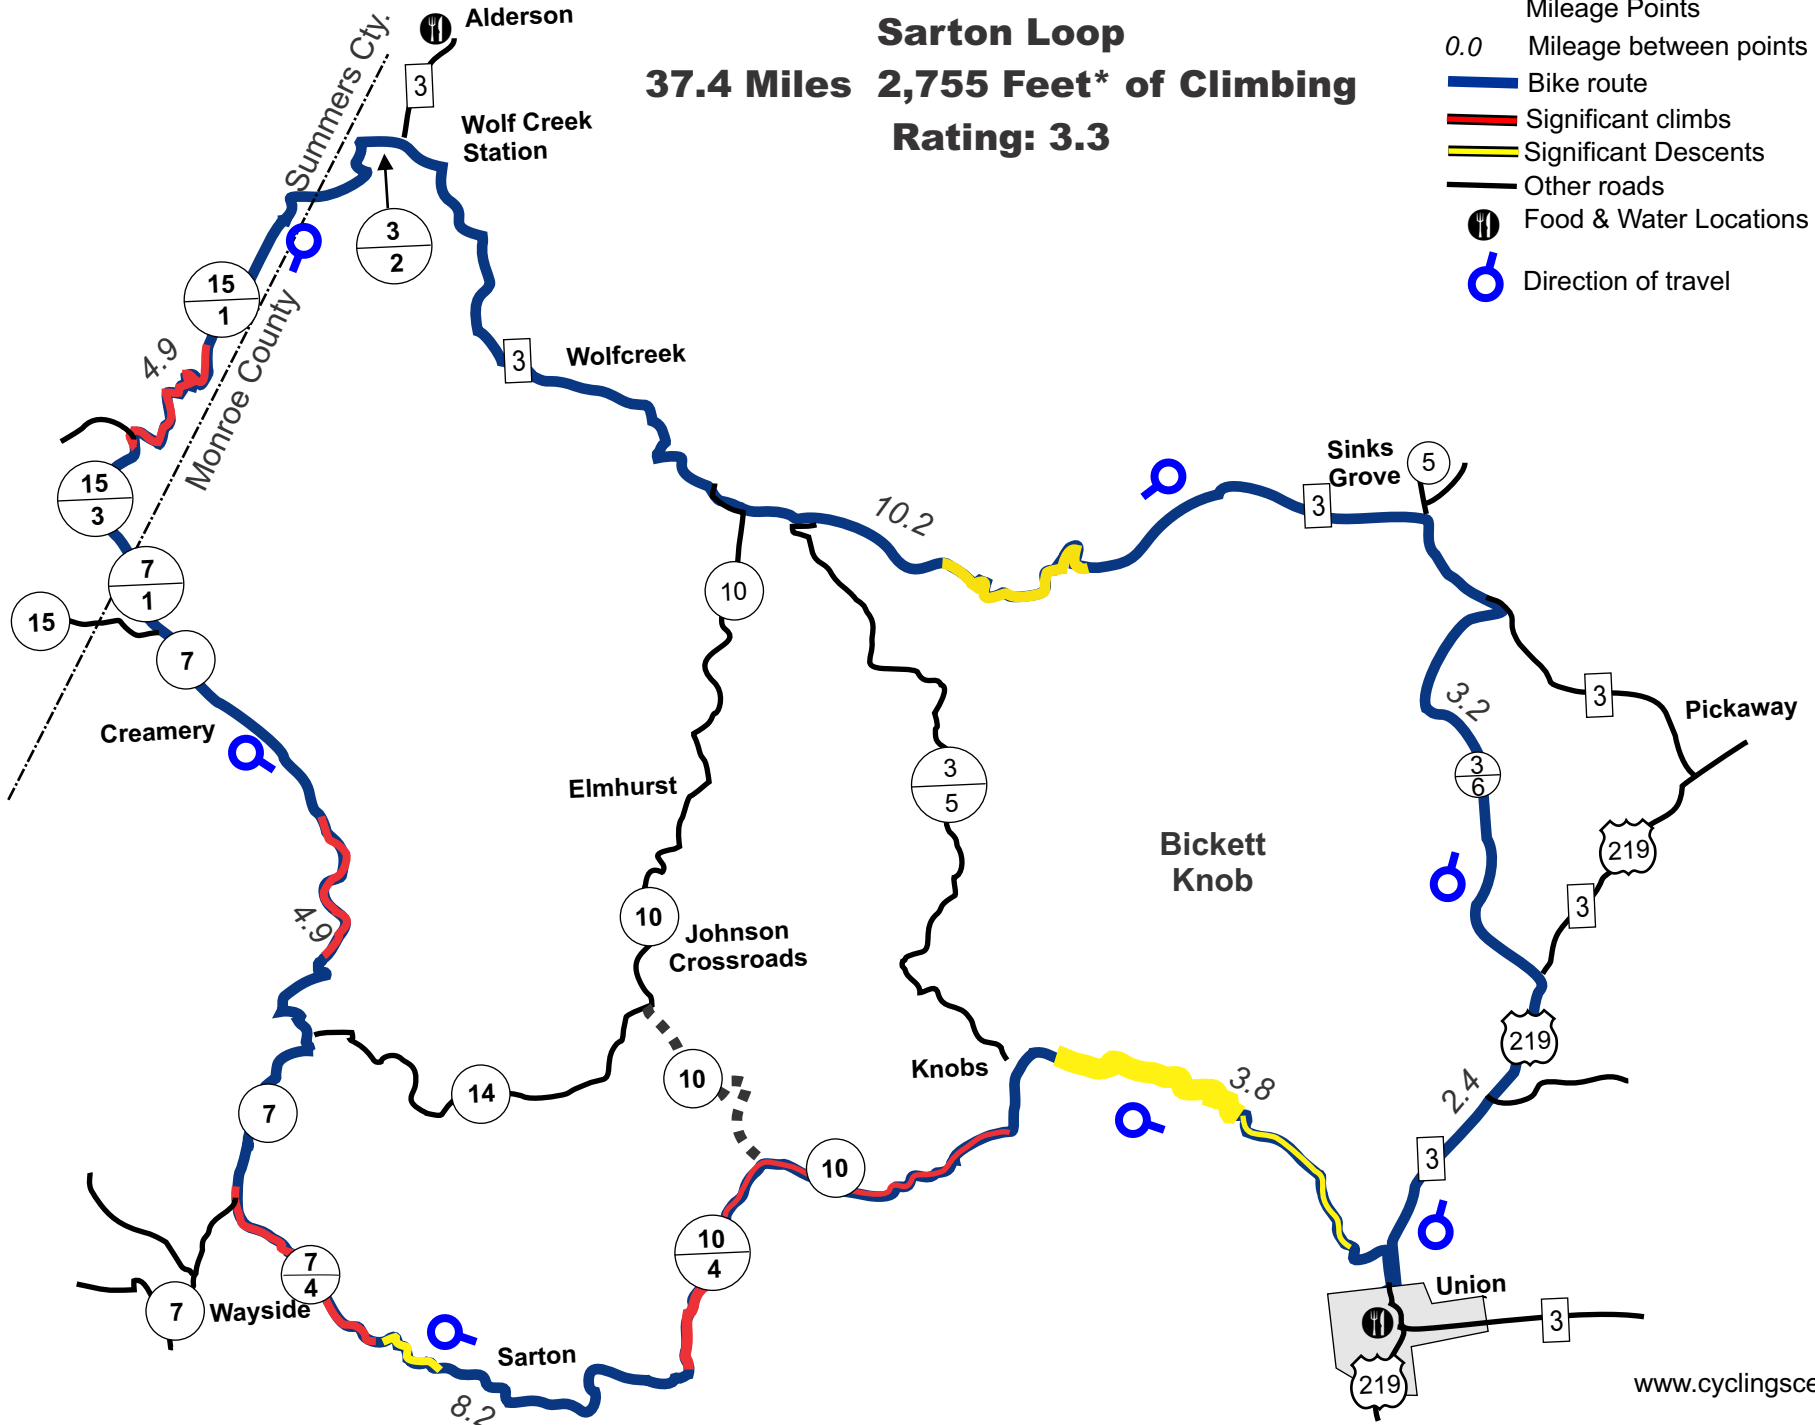 Sarton Loop
37.4 Miles 2,755 Feet* of Climbing
Rating: 3.3
Mileage Points
0.0 Mileage between points
Bike route
Significant climbs
Significant Descents
Other roads
Food & Water Locations
Direction of travel
Alderson
3
Summers Cty.
Wolf Creek
Station
3
2
15
1
Monroe County
4.9
3
Wolfcreek
15
3
7
1
15
7
Creamery
10.2
Sinks
Grove
5
3
10
3.2
3
Pickaway
3
6
Elmhurst
3
5
Bickett
Knob
219
3
4.9
10
Johnson
Crossroads
219
Knobs
10
14
3.8
2.4
7
3
10
10
4
7
4
7
Wayside
Sarton
8.2
Union
3
219
www.cyclingsce